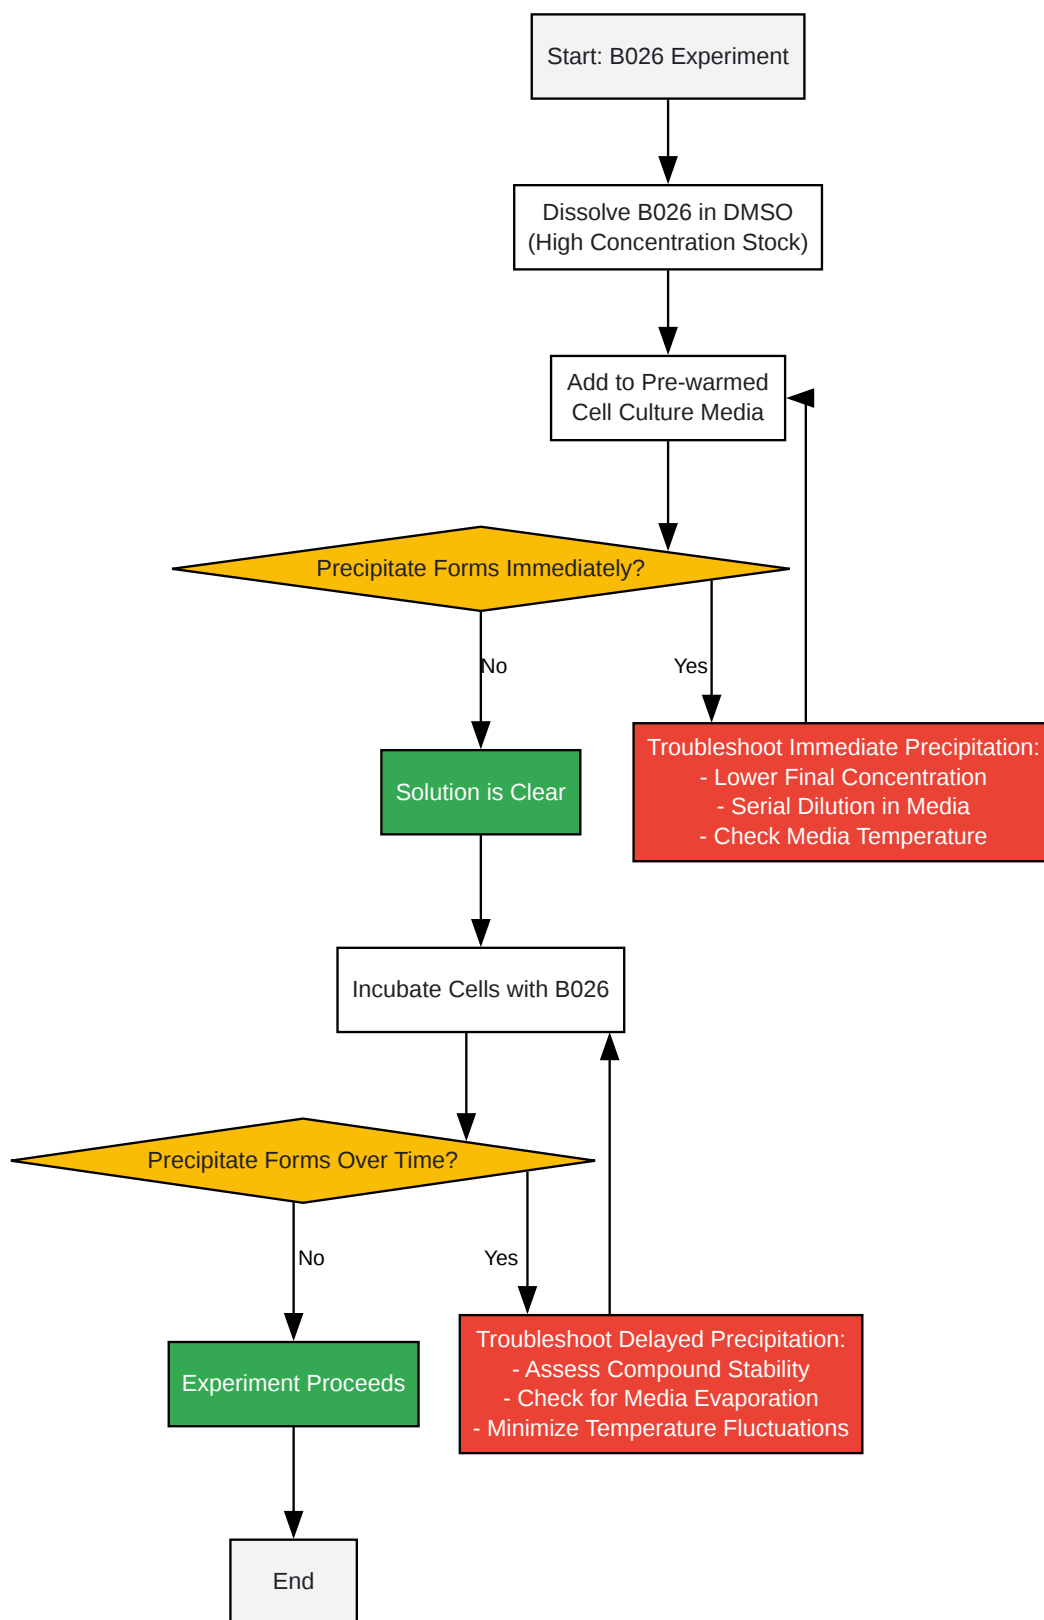 Start: B026 Experiment
Dissolve B026 in DMSO
(High Concentration Stock)
Add to Pre-warmed
Cell Culture Media
Precipitate Forms Immediately?
No
Yes
Solution is Clear
Troubleshoot Immediate Precipitation:
- Lower Final Concentration
- Serial Dilution in Media
- Check Media Temperature
Incubate Cells with B026
Precipitate Forms Over Time?
No
Yes
Experiment Proceeds
Troubleshoot Delayed Precipitation:
- Assess Compound Stability
- Check for Media Evaporation
- Minimize Temperature Fluctuations
End